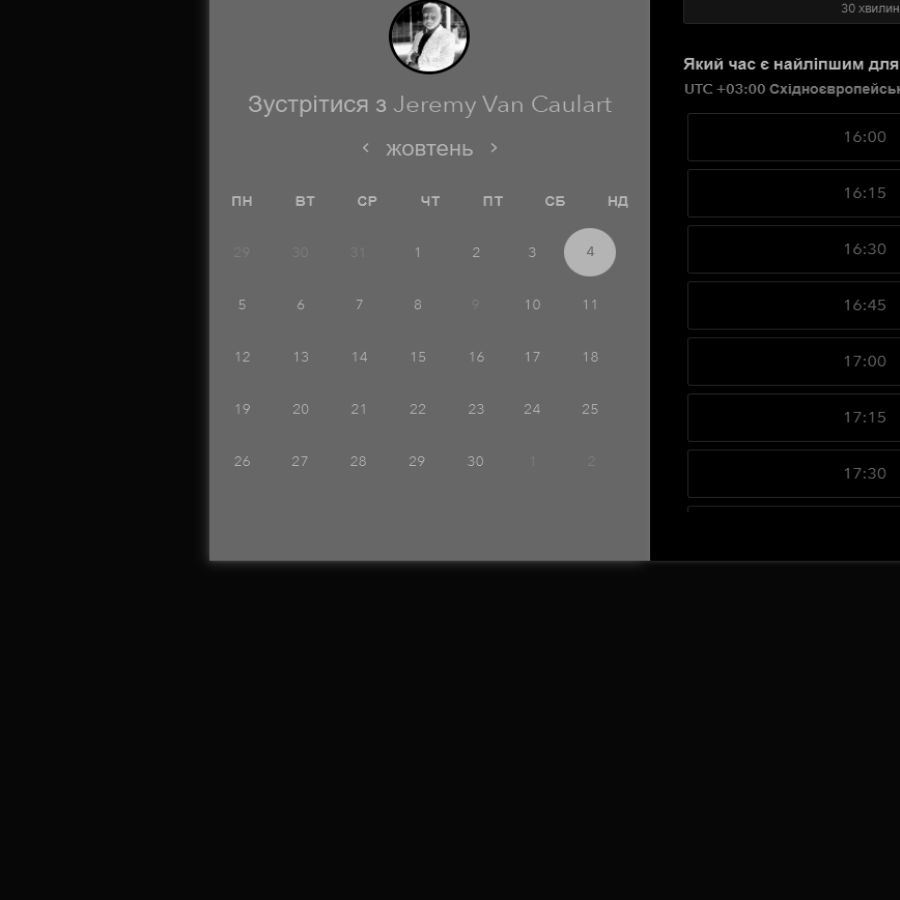 Зустрітися з Jeremy Van Caulart
жовтень
ПН ВТ СР ЧТ ПТ СБ НД
29 30 31 1 2 3 4
5 6 7 8 9 10 11
12 13 14 15 16 17 18
19 20 21 22 23 24 25
26 27 28 29 30 1 2
30 хвилин
Який час є найліпшим для
UTC +03:00 Східноєвропейськ
16:00
16:15
16:30
16:45
17:00
17:15
17:30